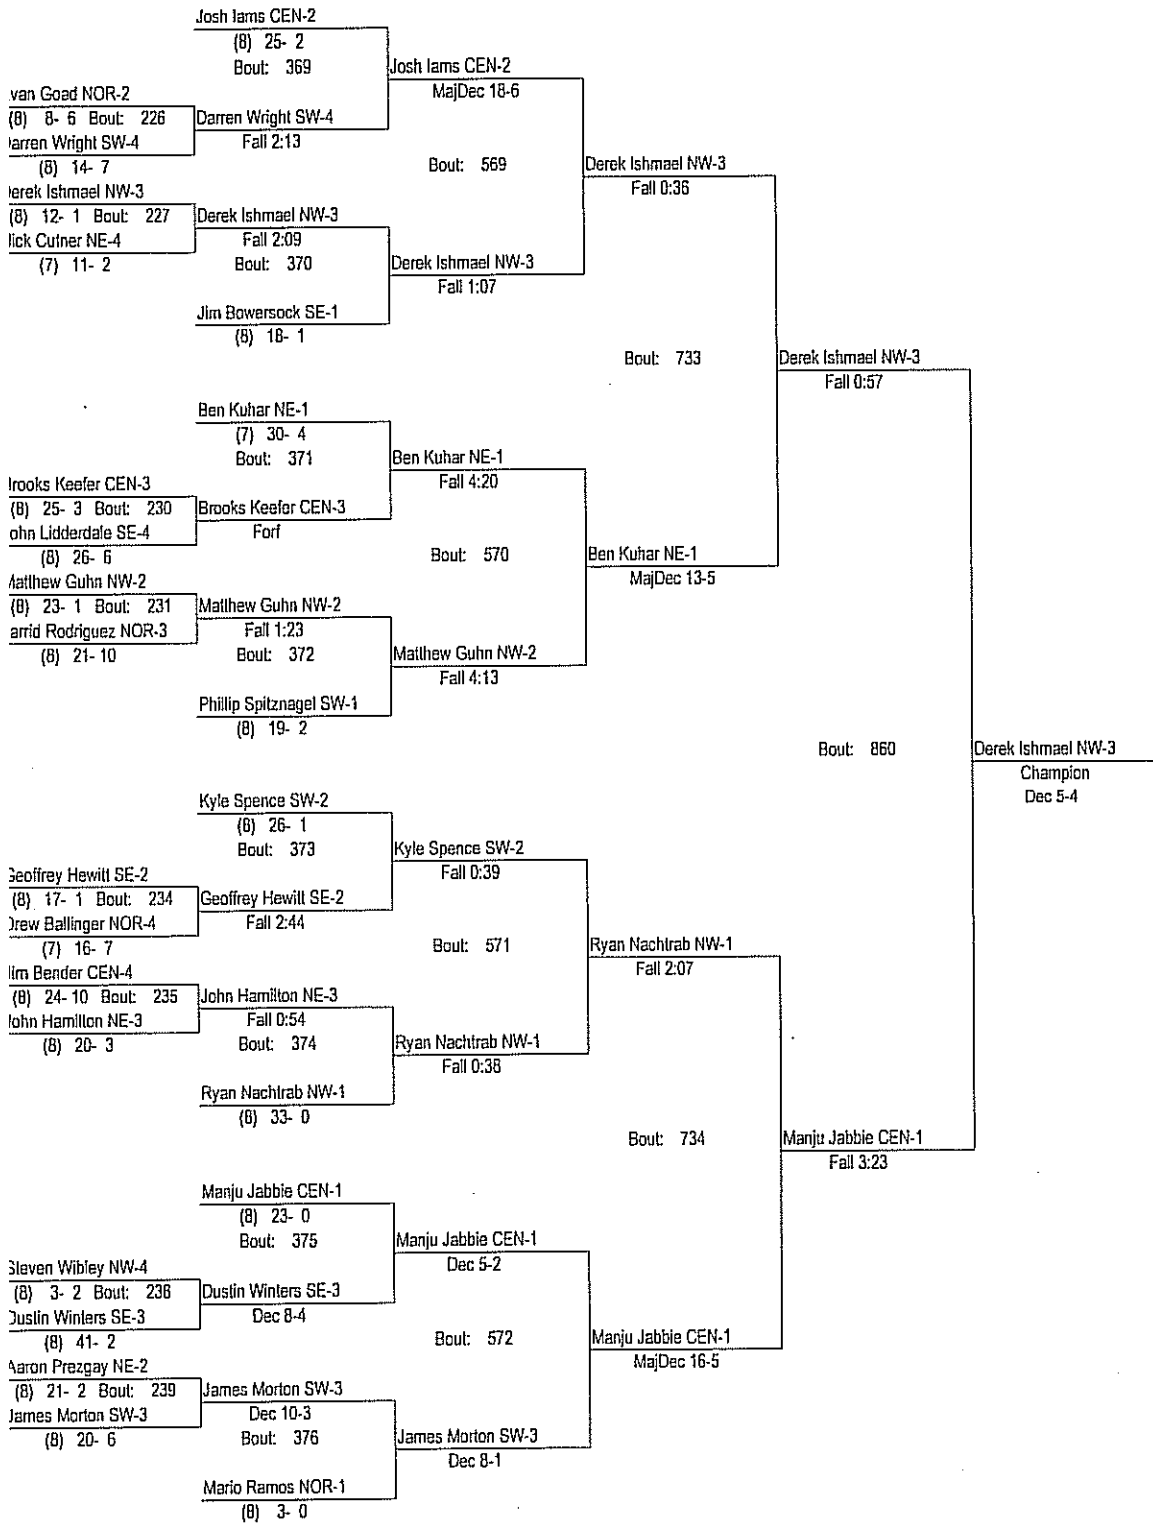 Josh Iams CEN-2
(8) 25- 2
Bout: 369
Josh Iams CEN-2
MajDec 18-6
van Goad NOR-2
(8) 8- 6 Bout: 226
Darren Wright SW-4
(8) 14- 7
Darren Wright SW-4
Fall 2:13
Bout: 569
Derek Ishmael NW-3
Fall 0:36
Derek Ishmael NW-3
(8) 12- 1 Bout: 227
Nick Cutner NE-4
(7) 11- 2
Derek Ishmael NW-3
Fall 2:09
Bout: 370
Derek Ishmael NW-3
Fall 1:07
Jim Bowersock SE-1
(8) 18- 1
Bout: 733
Derek Ishmael NW-3
Fall 0:57
Ben Kuhar NE-1
(7) 30- 4
Bout: 371
Ben Kuhar NE-1
Fall 4:20
Brooks Keefer CEN-3
(8) 25- 3 Bout: 230
John Lidderdale SE-4
(8) 26- 6
Brooks Keefer CEN-3
Forf
Bout: 570
Ben Kuhar NE-1
MajDec 13-5
Matthew Guhn NW-2
(8) 23- 1 Bout: 231
arrid Rodriguez NOR-3
(8) 21- 10
Matthew Guhn NW-2
Fall 1:23
Bout: 372
Matthew Guhn NW-2
Fall 4:13
Phillip Spitznagel SW-1
(8) 19- 2
Bout: 860
Derek Ishmael NW-3
Champion
Dec 5-4
Kyle Spence SW-2
(8) 26- 1
Bout: 373
Kyle Spence SW-2
Fall 0:39
Geoffrey Hewitt SE-2
(8) 17- 1 Bout: 234
Drew Ballinger NOR-4
(7) 16- 7
Geoffrey Hewitt SE-2
Fall 2:44
Bout: 571
Ryan Nachtrab NW-1
Fall 2:07
Jim Bender CEN-4
(8) 24- 10 Bout: 235
John Hamilton NE-3
(8) 20- 3
John Hamilton NE-3
Fall 0:54
Bout: 374
Ryan Nachtrab NW-1
Fall 0:38
Ryan Nachtrab NW-1
(8) 33- 0
Bout: 734
Manju Jabbie CEN-1
Fall 3:23
Manju Jabbie CEN-1
(8) 23- 0
Bout: 375
Manju Jabbie CEN-1
Dec 5-2
Steven Wibley NW-4
(8) 3- 2 Bout: 238
Dustin Winters SE-3
(8) 41- 2
Dustin Winters SE-3
Dec 8-4
Bout: 572
Manju Jabbie CEN-1
MajDec 16-5
Aaron Prezgay NE-2
(8) 21- 2 Bout: 239
James Morton SW-3
(8) 20- 6
James Morton SW-3
Dec 10-3
Bout: 376
James Morton SW-3
Dec 8-1
Mario Ramos NOR-1
(8) 3- 0